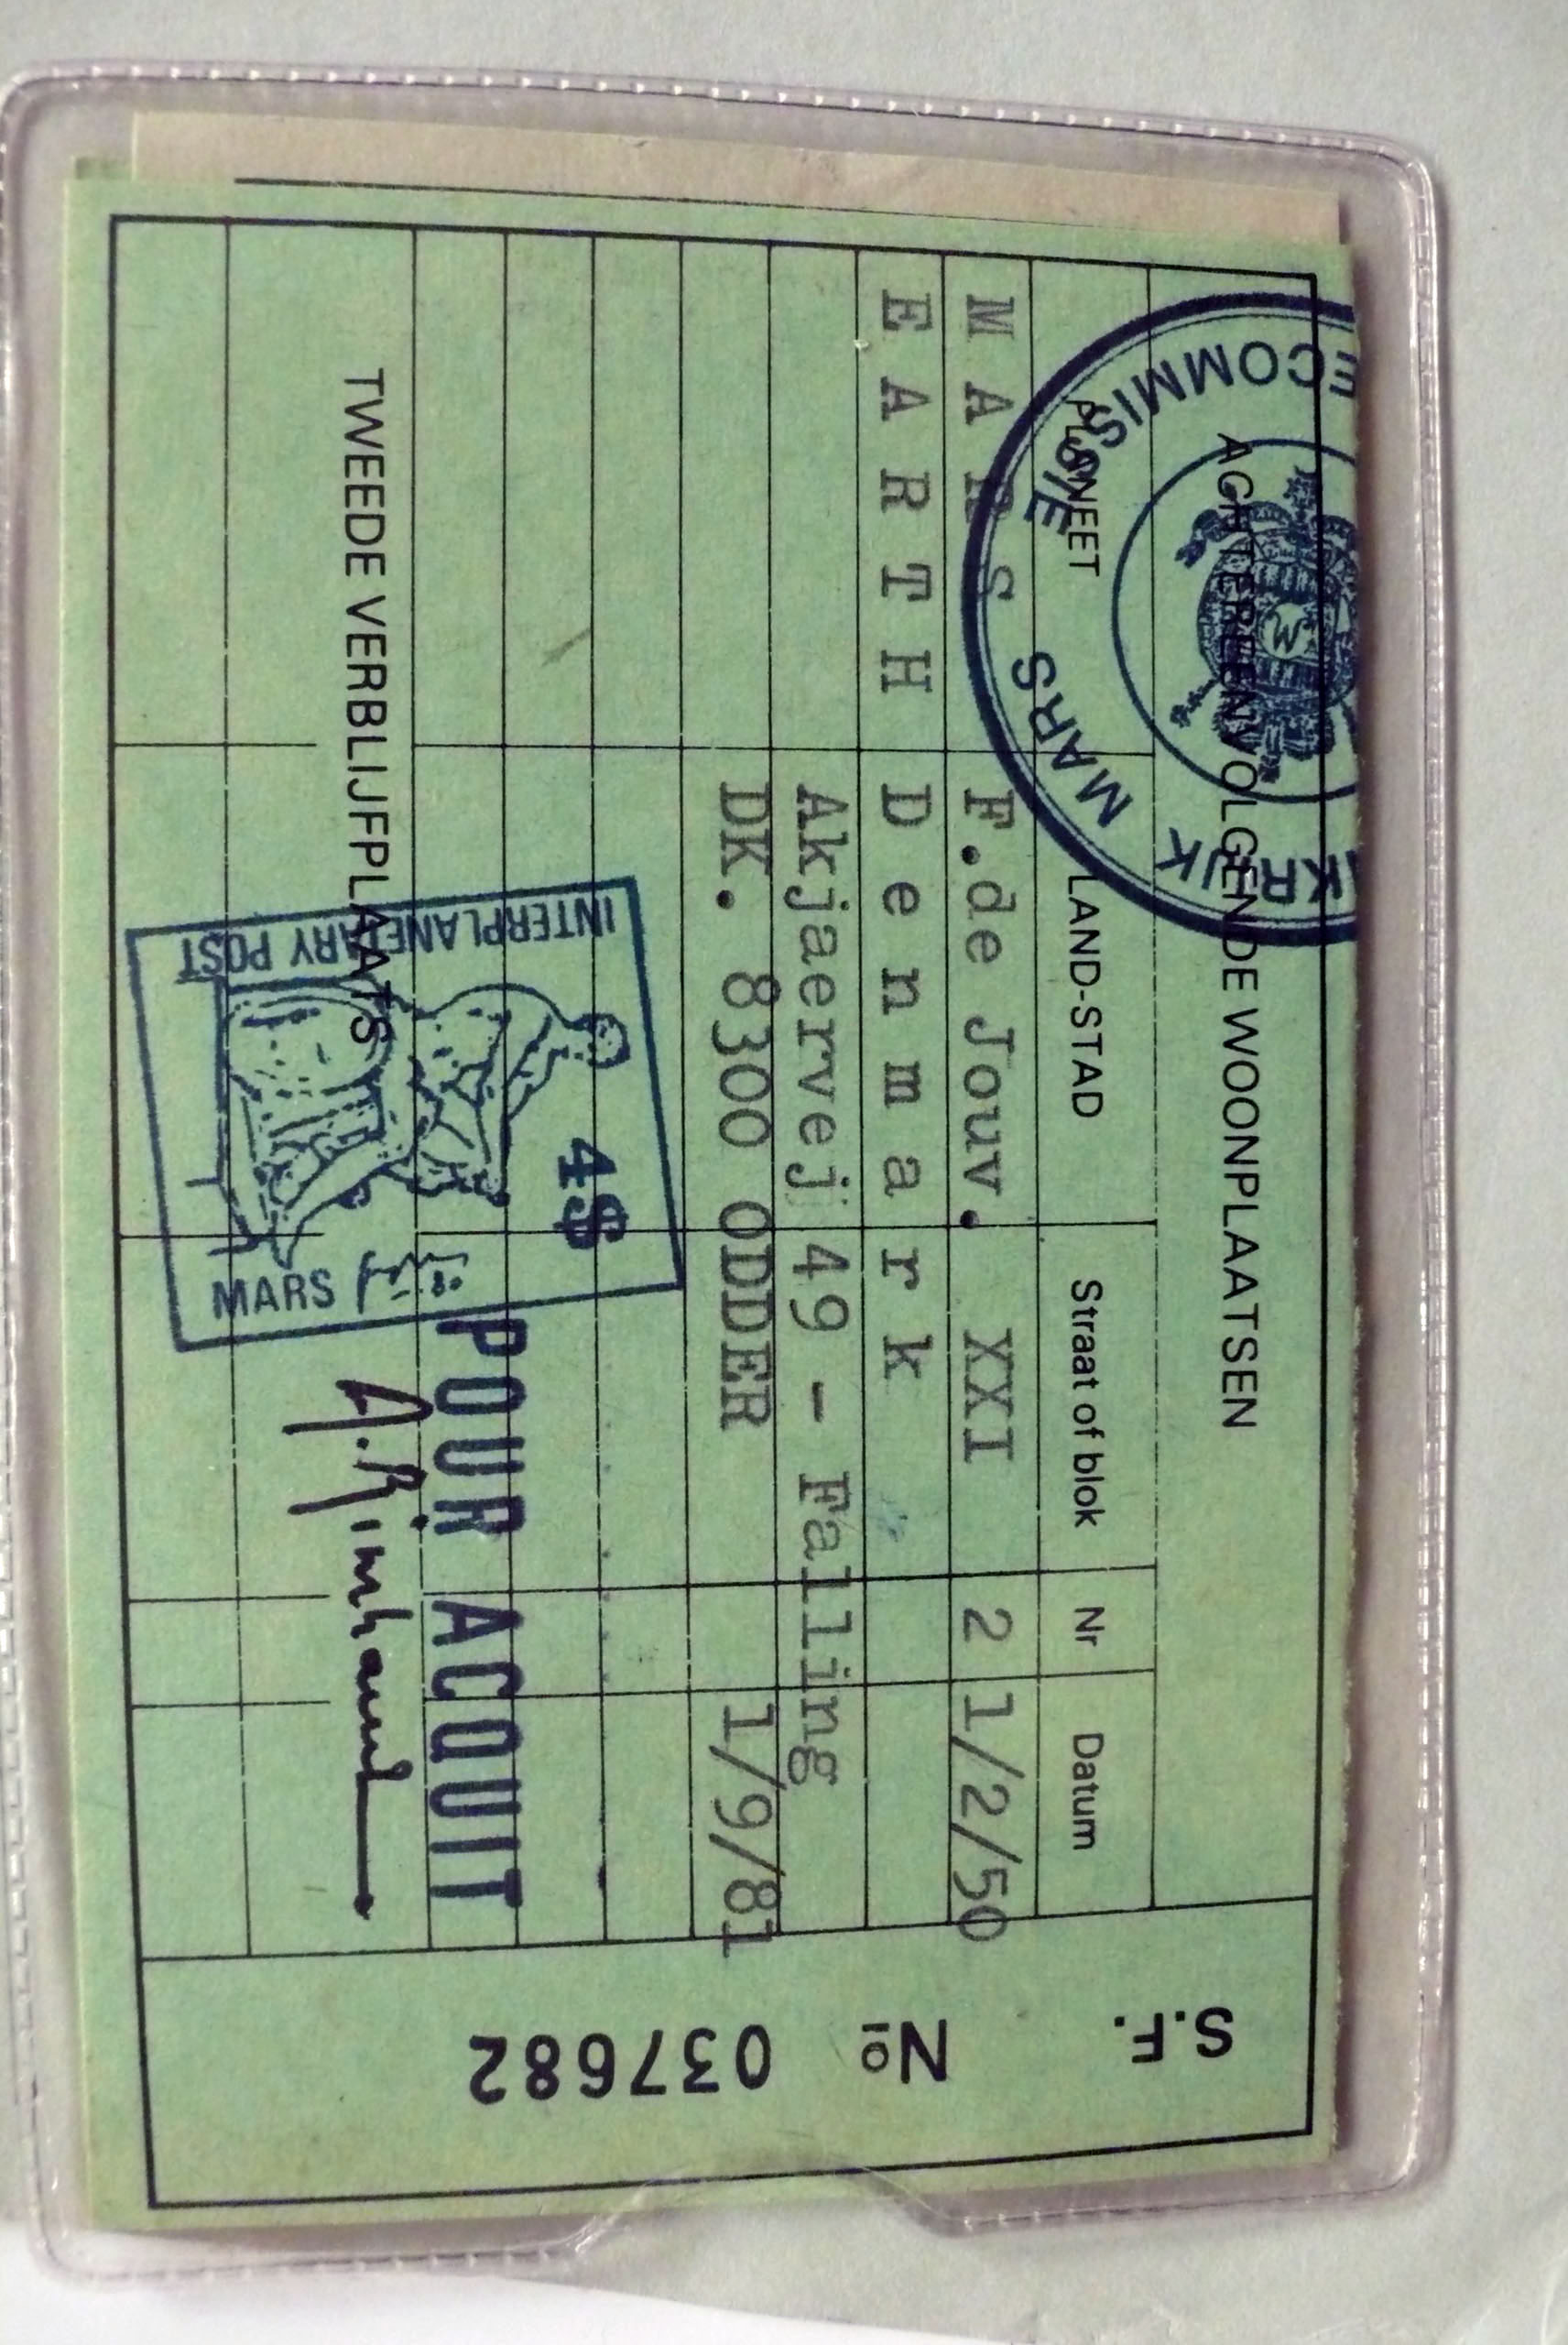 ACHTEREENVOLGENDE WOONPLAATSEN
PLANEET LAND-STAD Straat of blok Nr Datum
MARS F.de Jouv. XXI 2 1/2/50
EARTH Denmark
Akjaervej 49 - Falling
DK. 8300 ODDER 1/9/81
TWEEDE VERBLIJFPLAATS
ECOMMISSIE MARS
KRIJK
W
INTERPLANETARY POST
4$
MARS
POUR ACQUIT
S.F. No 037682